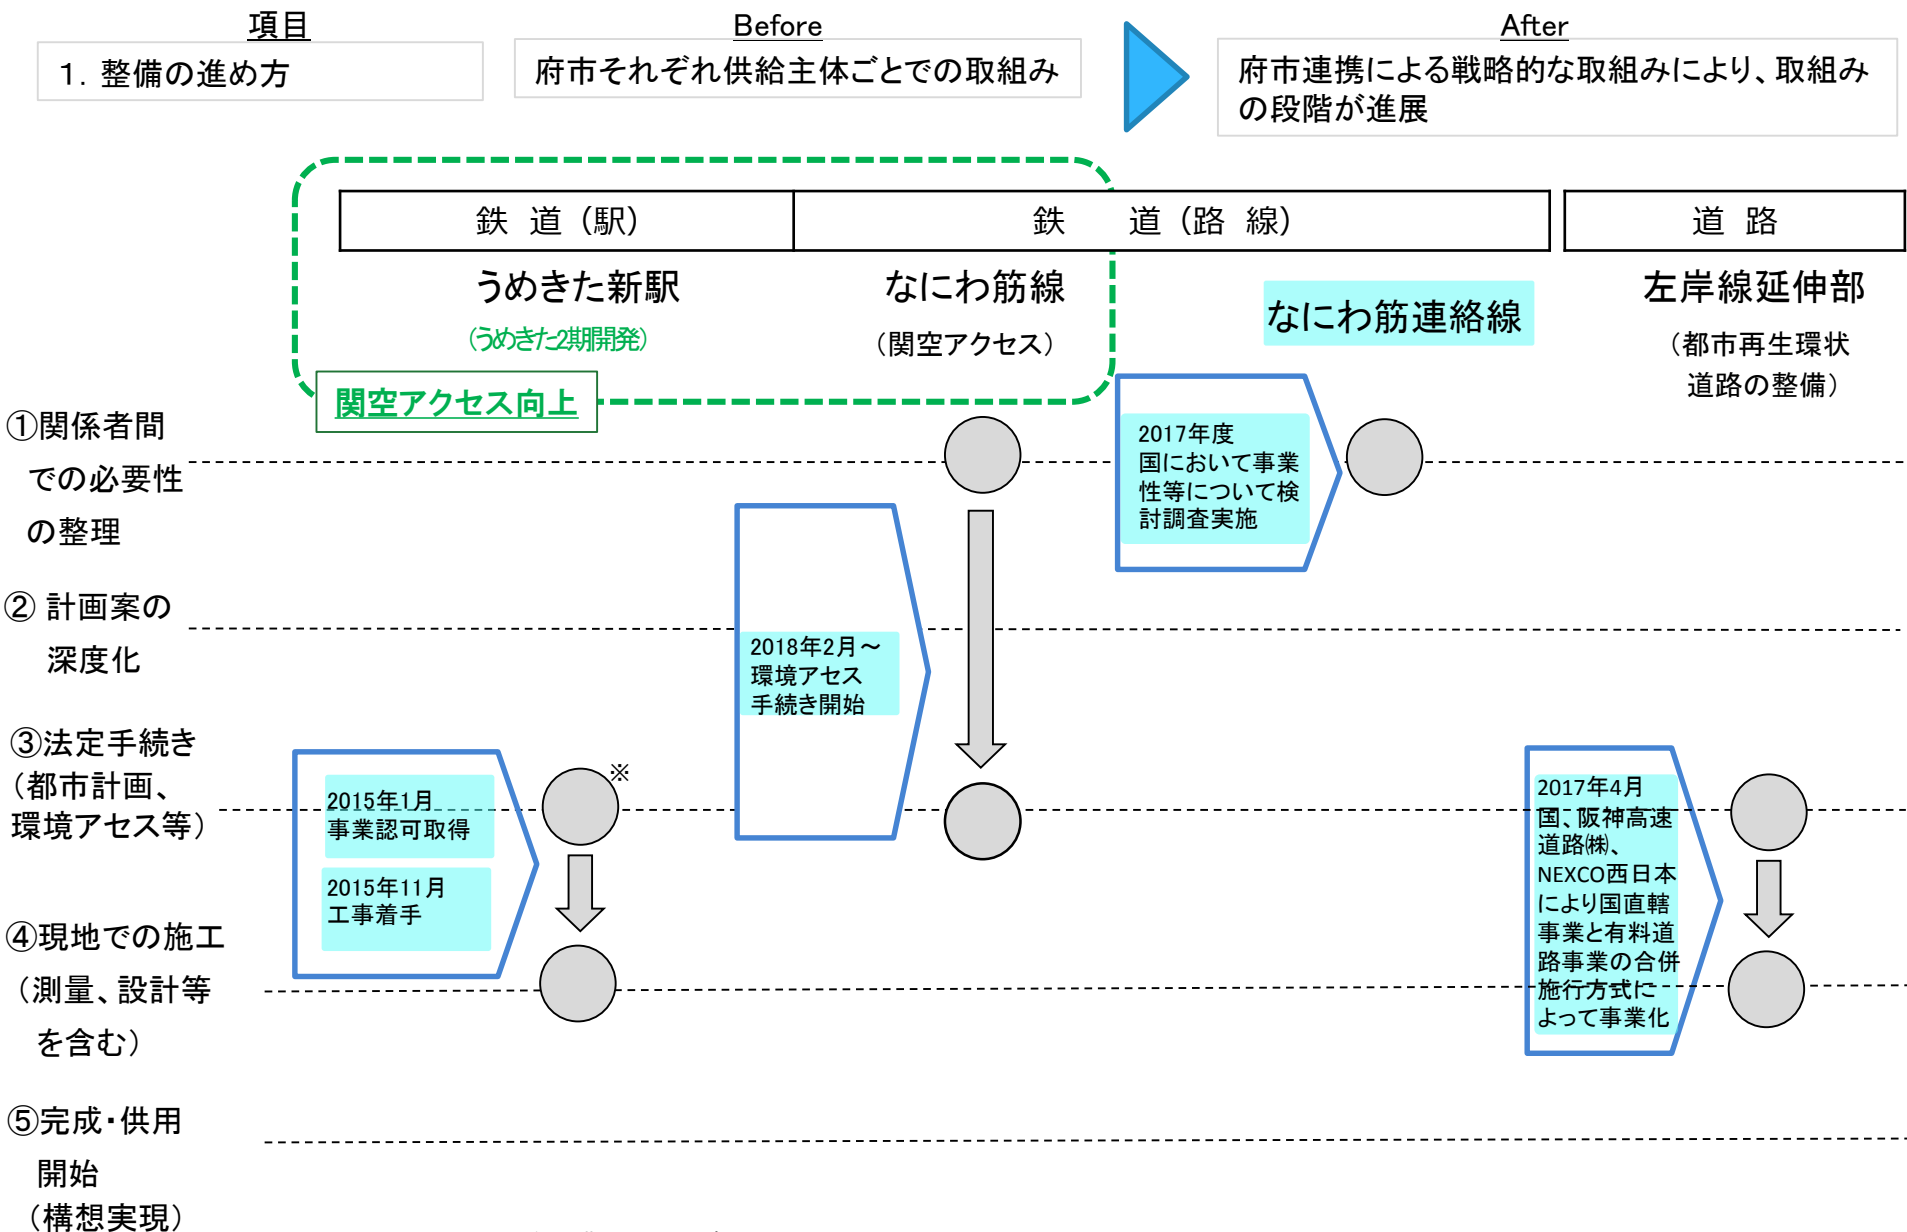 項目
Before
After
１．整備の進め方
府市それぞれ供給主体ごとでの取組み
府市連携による戦略的な取組みにより、取組み
の段階が進展
鉄　道（駅）
鉄　　道（路　線）
道　路
うめきた新駅
（うめきた2期開発）
なにわ筋線
（関空アクセス）
なにわ筋連絡線
左岸線延伸部
（都市再生環状
道路の整備）
関空アクセス向上
①関係者間
での必要性
の整理
2017年度
国において事業
性等について検
討調査実施
② 計画案の
深度化
2018年2月～
環境アセス
手続き開始
③法定手続き
（都市計画、
環境アセス等）
2015年1月
事業認可取得
2015年11月
工事着手
※
2017年4月
国、阪神高速
道路㈱、
NEXCO西日本
により国直轄
事業と有料道
路事業の合併
施行方式に
よって事業化
④現地での施工
（測量、設計等
を含む）
⑤完成・供用
開始
（構想実現）